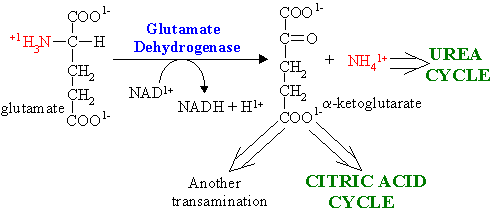 COO¹⁻
⁺¹H₃N–C–H
CH₂
CH₂
COO¹⁻
glutamate
Glutamate
Dehydrogenase
NAD¹⁺
NADH + H¹⁺
COO¹⁻
C=O
CH₂
CH₂
COO¹⁻
α-ketoglutarate
+ NH₄¹⁺
UREA
CYCLE
Another
transamination
CITRIC ACID
CYCLE